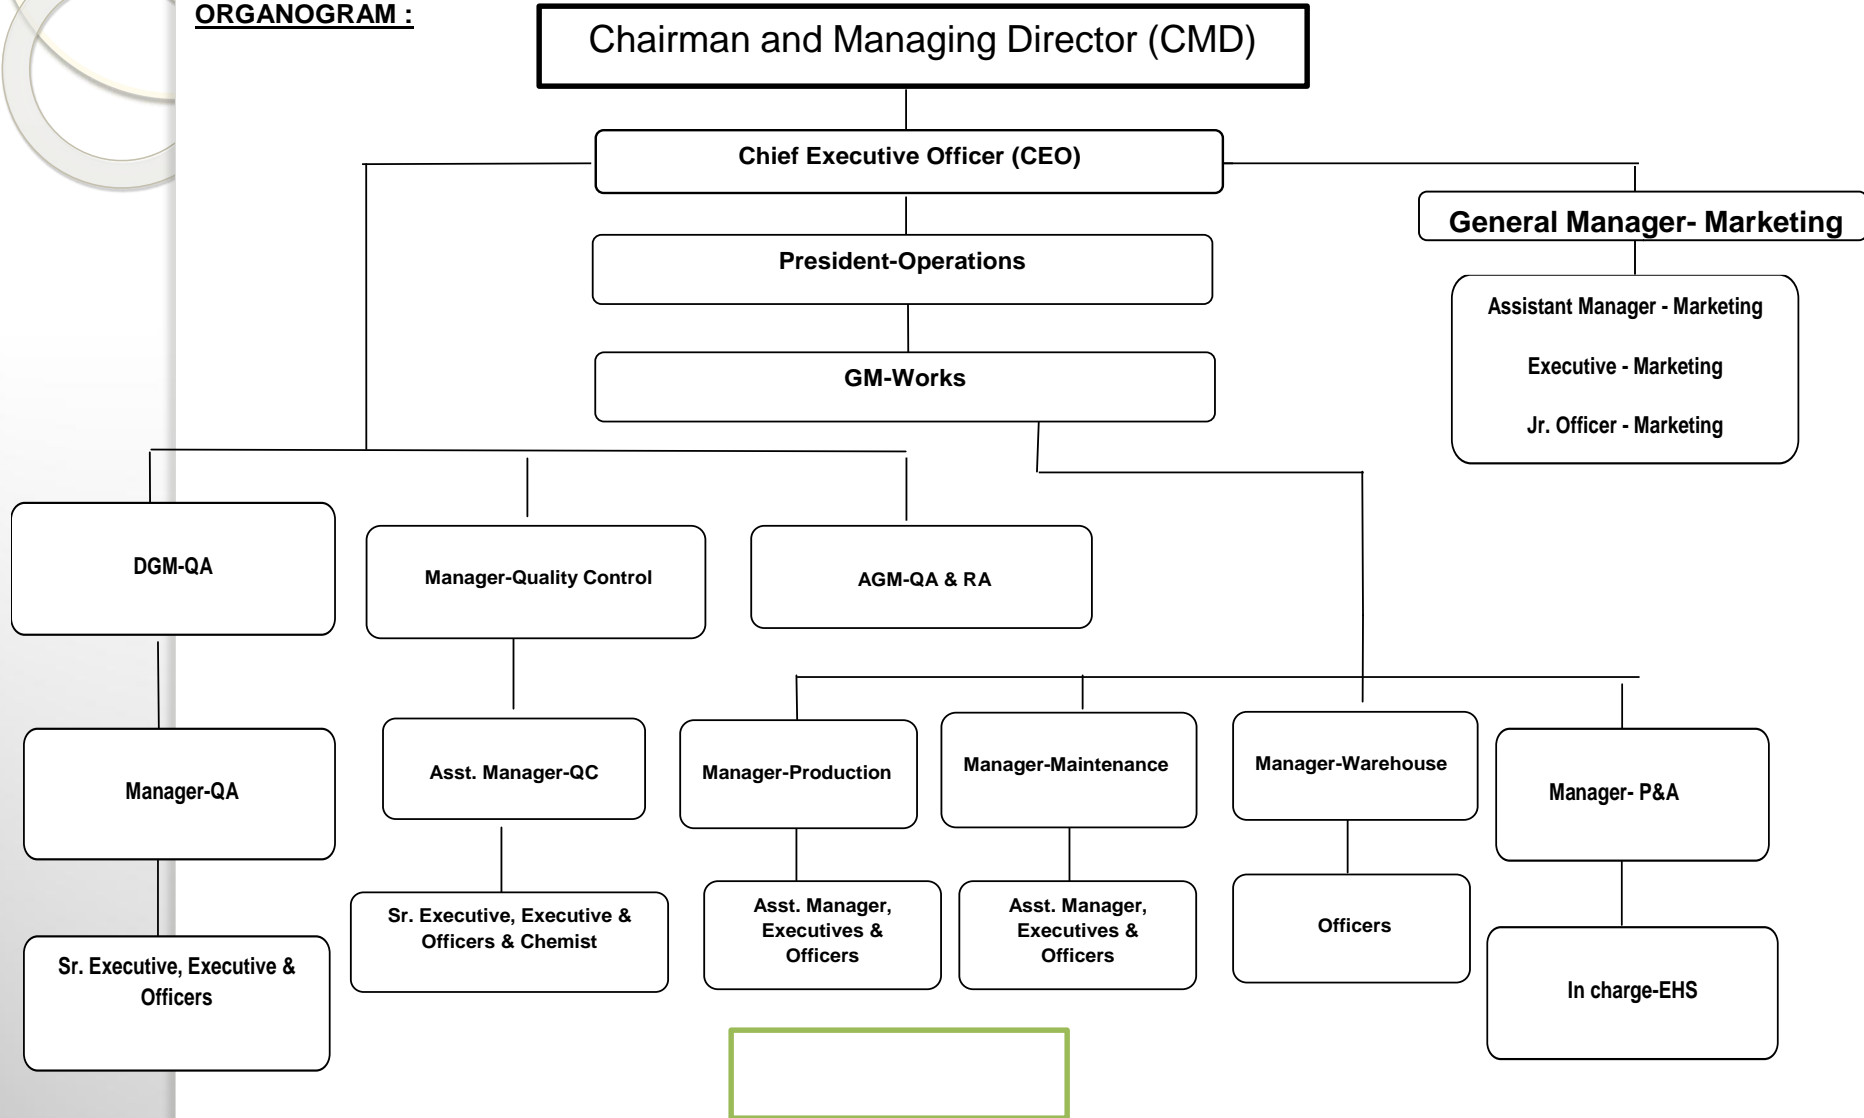 ORGANOGRAM :
Chairman and Managing Director (CMD)
Chief Executive Officer (CEO)
General Manager- Marketing
President-Operations
Assistant Manager - Marketing
Executive - Marketing
Jr. Officer - Marketing
GM-Works
DGM-QA
Manager-Quality Control
AGM-QA & RA
Manager-QA
Asst. Manager-QC
Manager-Production
Manager-Maintenance
Manager-Warehouse
Manager- P&A
Sr. Executive, Executive &
Officers
Sr. Executive, Executive &
Officers & Chemist
Asst. Manager,
Executives &
Officers
Asst. Manager,
Executives &
Officers
Officers
In charge-EHS